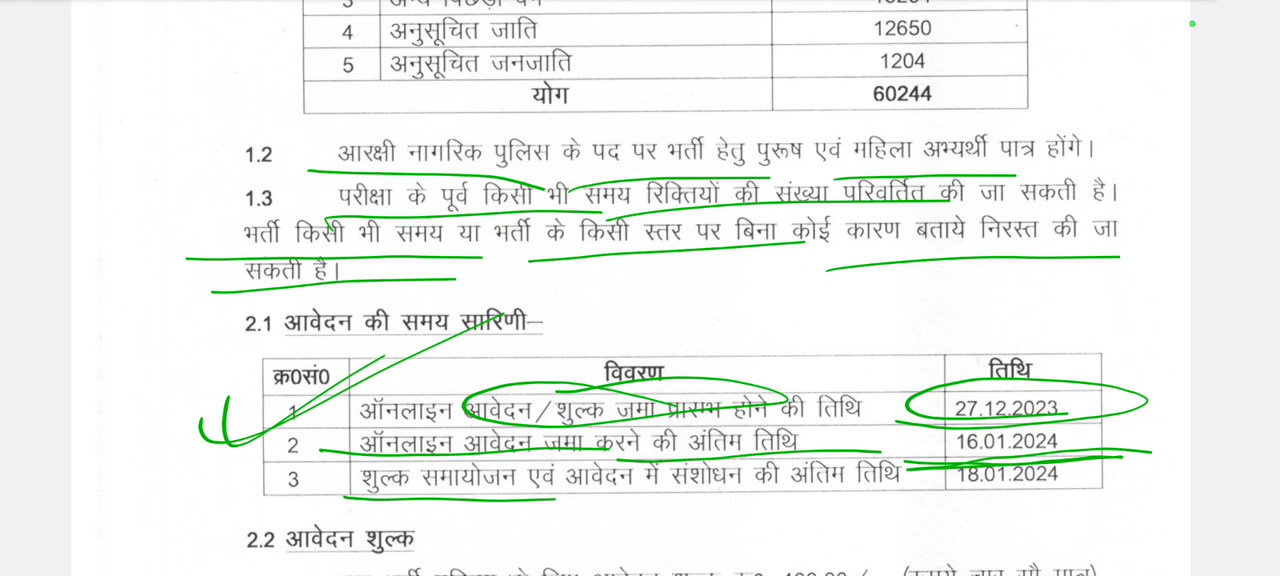 3
4 अनुसूचित जाति 12650
5 अनुसूचित जनजाति 1204
योग 60244
1.2 आरक्षी नागरिक पुलिस के पद पर भर्ती हेतु पुरूष एवं महिला अभ्यर्थी पात्र होंगे।
1.3 परीक्षा के पूर्व किसी भी समय रिक्तियों की संख्या परिवर्तित की जा सकती है।
भर्ती किसी भी समय या भर्ती के किसी स्तर पर बिना कोई कारण बताये निरस्त की जा
सकती है।
2.1 आवेदन की समय सारिणी–
क्र0सं0 विवरण तिथि
1 ऑनलाइन आवेदन/शुल्क जमा प्रारम्भ होने की तिथि 27.12.2023
2 ऑनलाइन आवेदन जमा करने की अंतिम तिथि 16.01.2024
3 शुल्क समायोजन एवं आवेदन में संशोधन की अंतिम तिथि 18.01.2024
2.2 आवेदन शुल्क